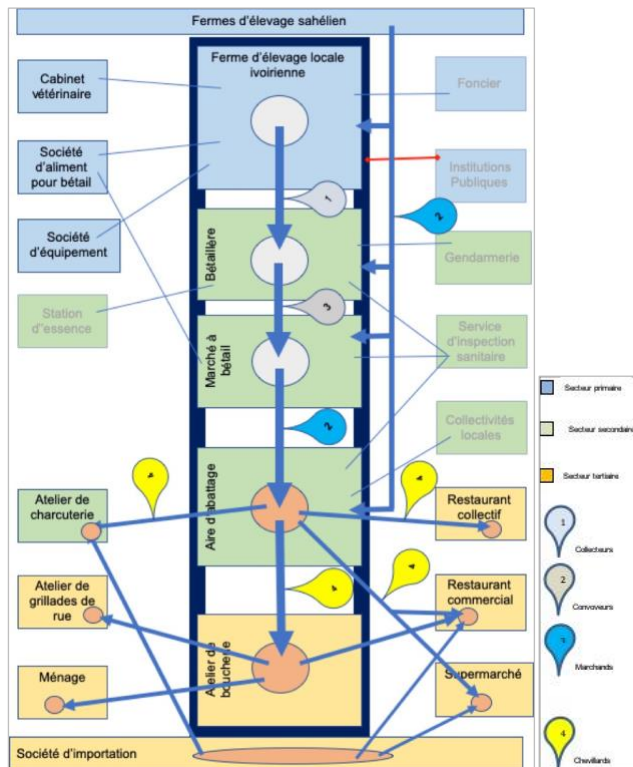 Fermes d'élevage sahélien
Ferme d'élevage locale
ivoirienne
Cabinet
vétérinaire
Foncier
Société
d'aliment
pour bétail
Institutions
Publiques
1
2
Société
d'équipement
Bétaillère
Gendarmerie
Station
d''essence
3
Marché à
bétail
Service
d'inspection
sanitaire
2
Collectivités
locales
Aire d'abattage
Atelier de
charcuterie
4
4
Restaurant
collectif
Atelier de
grillades de
rue
4
4
Restaurant
commercial
Ménage
Atelier de
boucherie
Supermarché
Société d'importation
Secteur primaire
Secteur secondaire
Secteur tertiaire
1
Collecteurs
2
Convoyeurs
3
Marchands
4
Chevillards